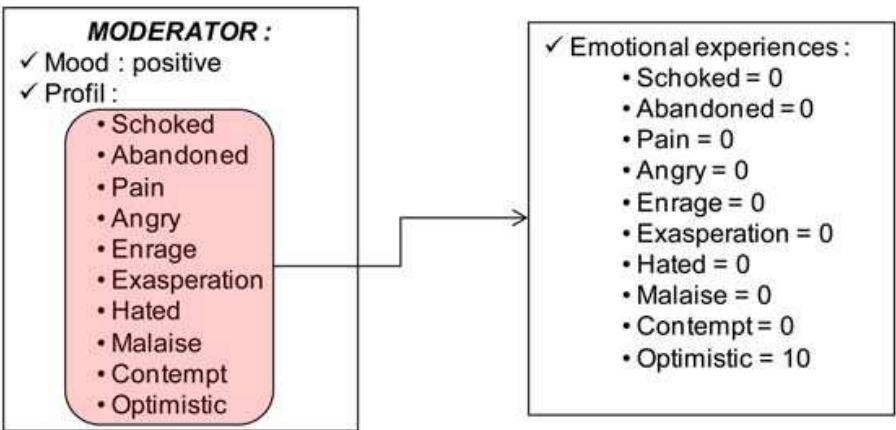 MODERATOR :
✓ Mood : positive
✓ Profil :
• Schoked
• Abandoned
• Pain
• Angry
• Enrage
• Exasperation
• Hated
• Malaise
• Contempt
• Optimistic
✓ Emotional experiences :
• Schoked = 0
• Abandoned =0
• Pain = 0
• Angry = 0
• Enrage = 0
• Exasperation = 0
• Hated = 0
• Malaise = 0
• Contempt = 0
• Optimistic = 10